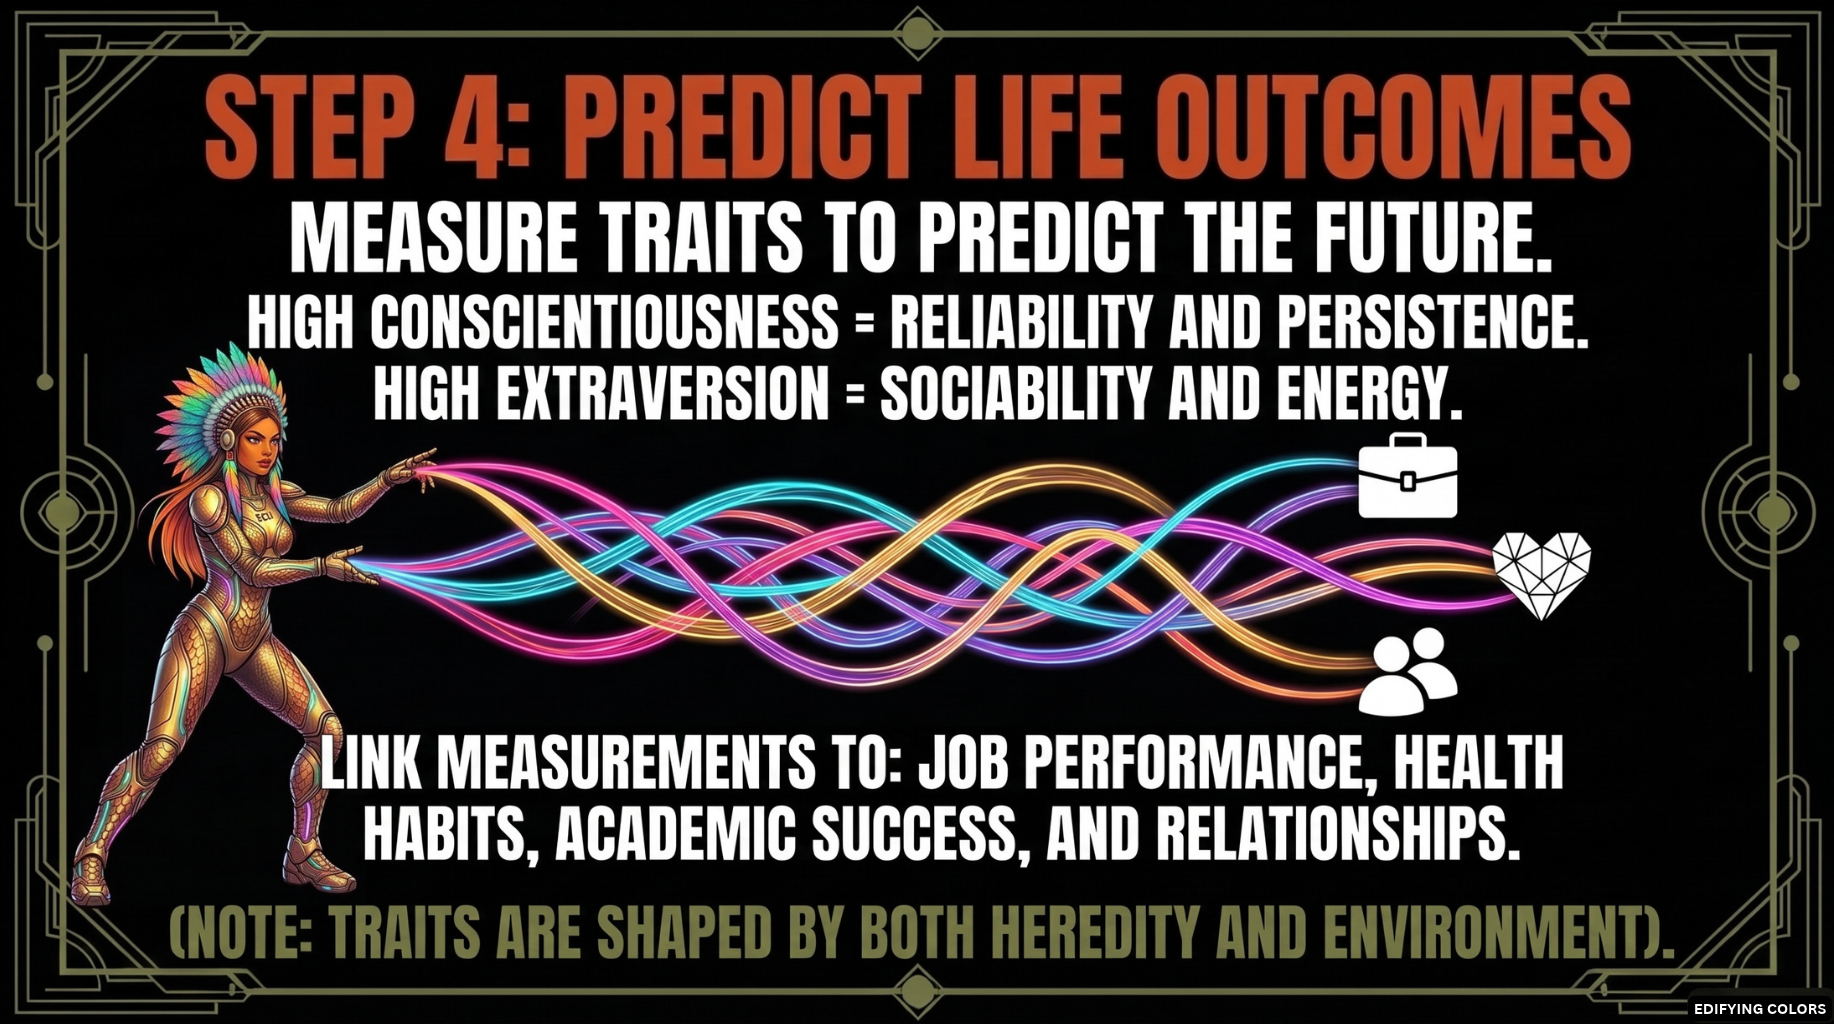 STEP 4: PREDICT LIFE OUTCOMES
MEASURE TRAITS TO PREDICT THE FUTURE.
HIGH CONSCIENTIOUSNESS = RELIABILITY AND PERSISTENCE.
HIGH EXTRAVERSION = SOCIABILITY AND ENERGY.
LINK MEASUREMENTS TO: JOB PERFORMANCE, HEALTH
HABITS, ACADEMIC SUCCESS, AND RELATIONSHIPS.
(NOTE: TRAITS ARE SHAPED BY BOTH HEREDITY AND ENVIRONMENT).
EDIFYING COLORS